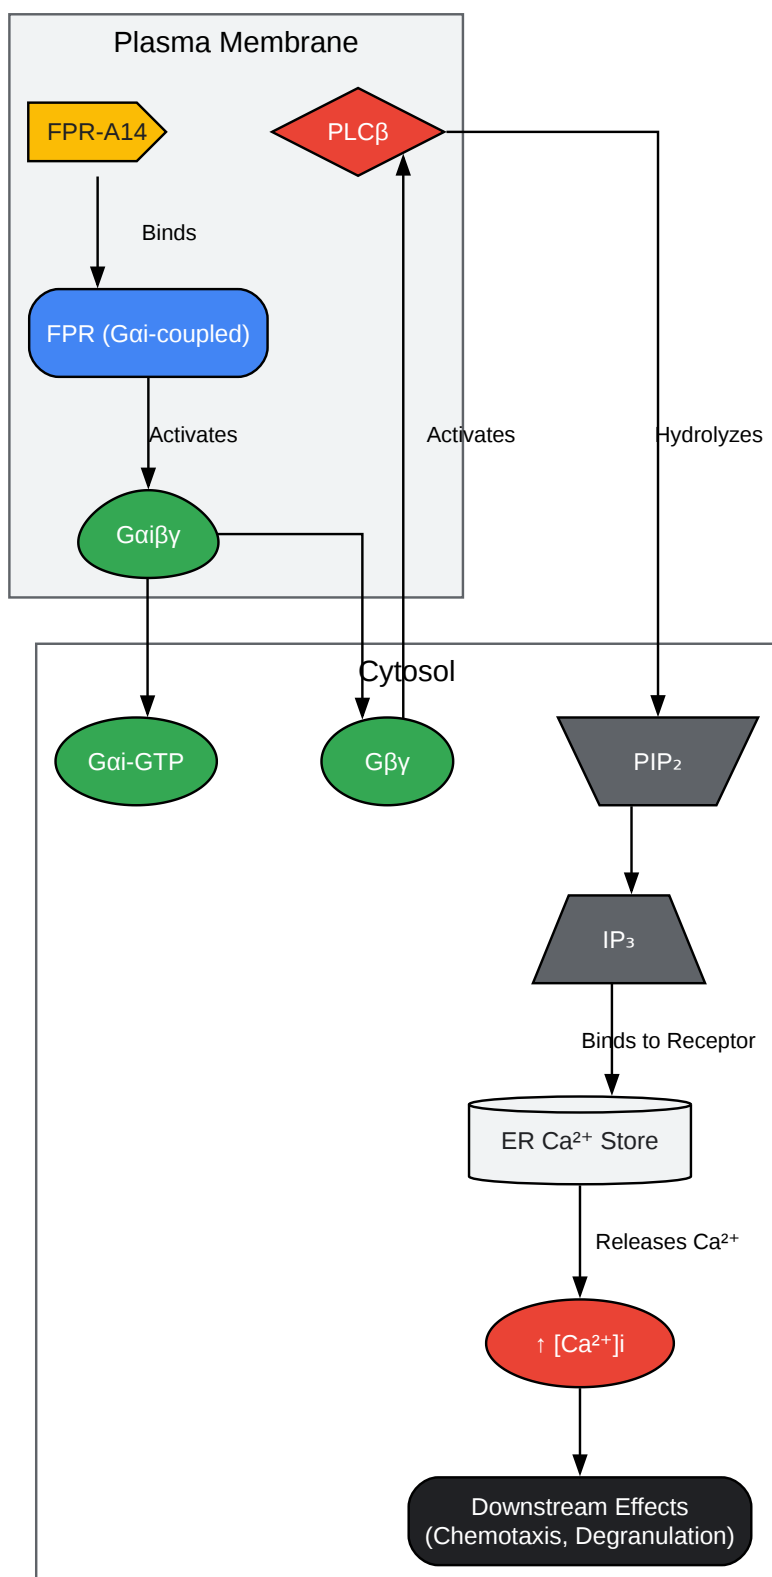 Plasma Membrane
FPR-A14
PLCβ
Binds
FPR (Gαi-coupled)
Activates
Activates
Hydrolyzes
Gαiβγ
Cytosol
Gαi-GTP
Gβγ
PIP₂
IP₃
Binds to Receptor
ER Ca²⁺ Store
Releases Ca²⁺
↑ [Ca²⁺]i
Downstream Effects
(Chemotaxis, Degranulation)